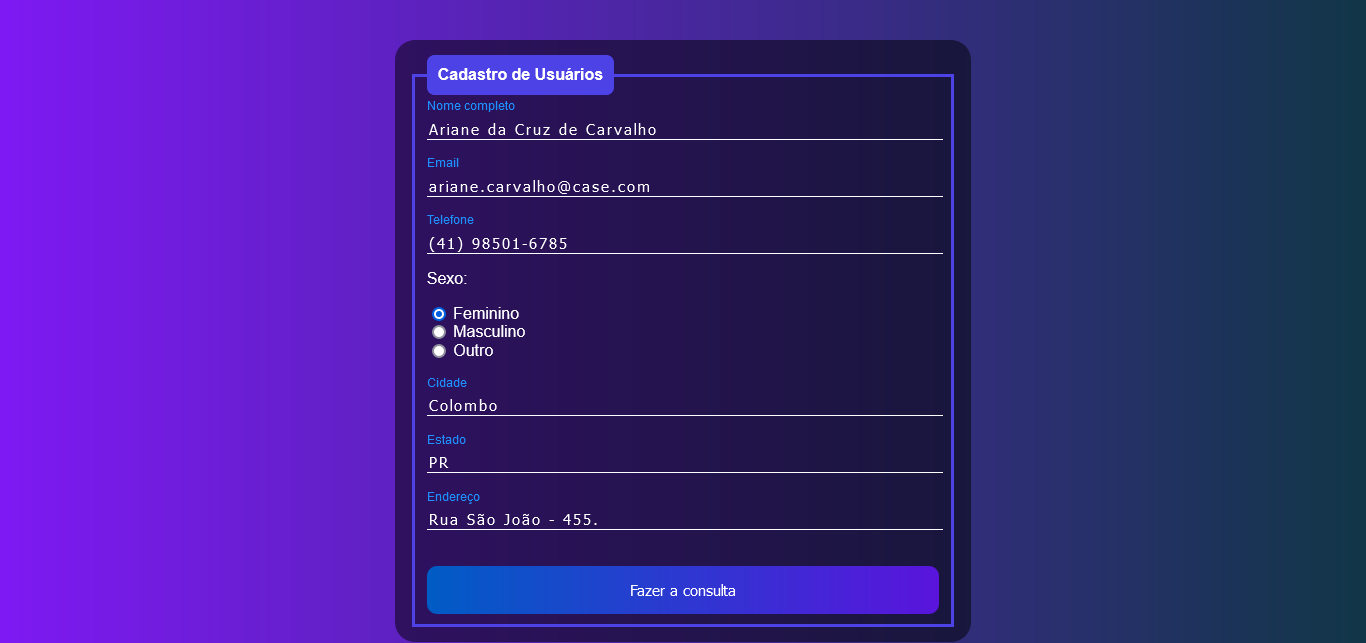 Cadastro de Usuários
Nome completo
Ariane da Cruz de Carvalho
Email
ariane.carvalho@case.com
Telefone
(41) 98501-6785
Sexo:
Feminino
Masculino
Outro
Cidade
Colombo
Estado
PR
Endereço
Rua São João - 455.
Fazer a consulta